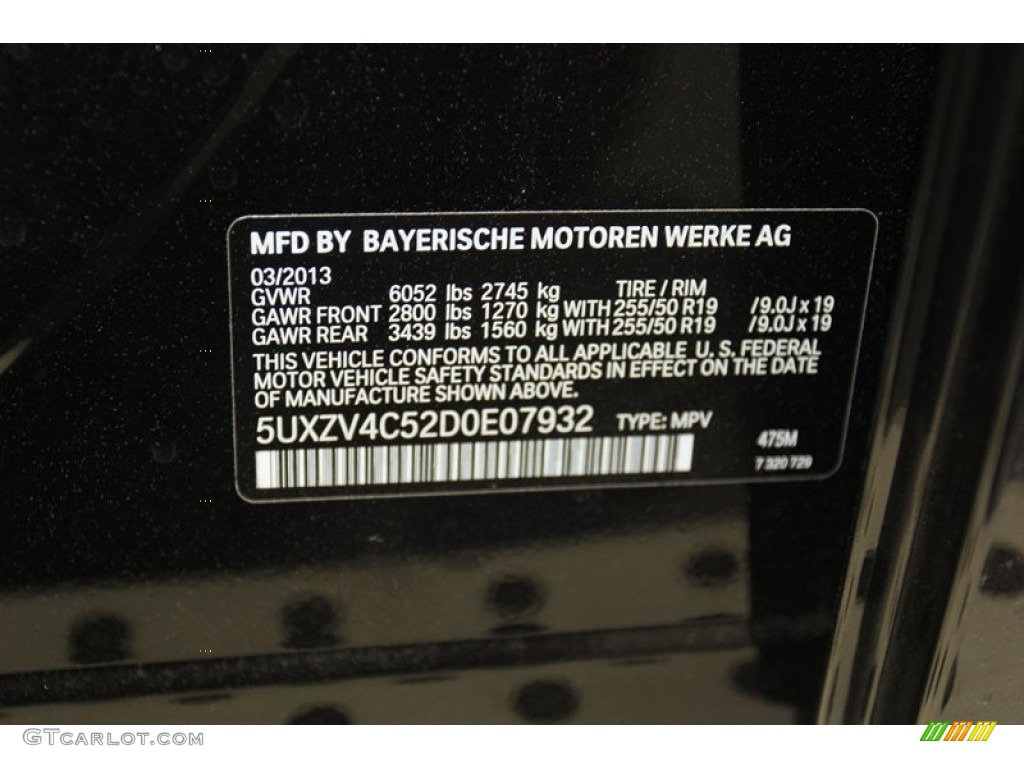 MFD BY BAYERISCHE MOTOREN WERKE AG
03/2013
GVWR 6052 lbs 2745 kg TIRE / RIM
GAWR FRONT 2800 lbs 1270 kg WITH 255/50 R19 /9.0J x 19
GAWR REAR 3439 lbs 1560 kg WITH 255/50 R19 /9.0J x 19
THIS VEHICLE CONFORMS TO ALL APPLICABLE U. S. FEDERAL
MOTOR VEHICLE SAFETY STANDARDS IN EFFECT ON THE DATE
OF MANUFACTURE SHOWN ABOVE.
5UXZV4C52D0E07932 TYPE: MPV
475M
7 320 729
GTcarlot.com